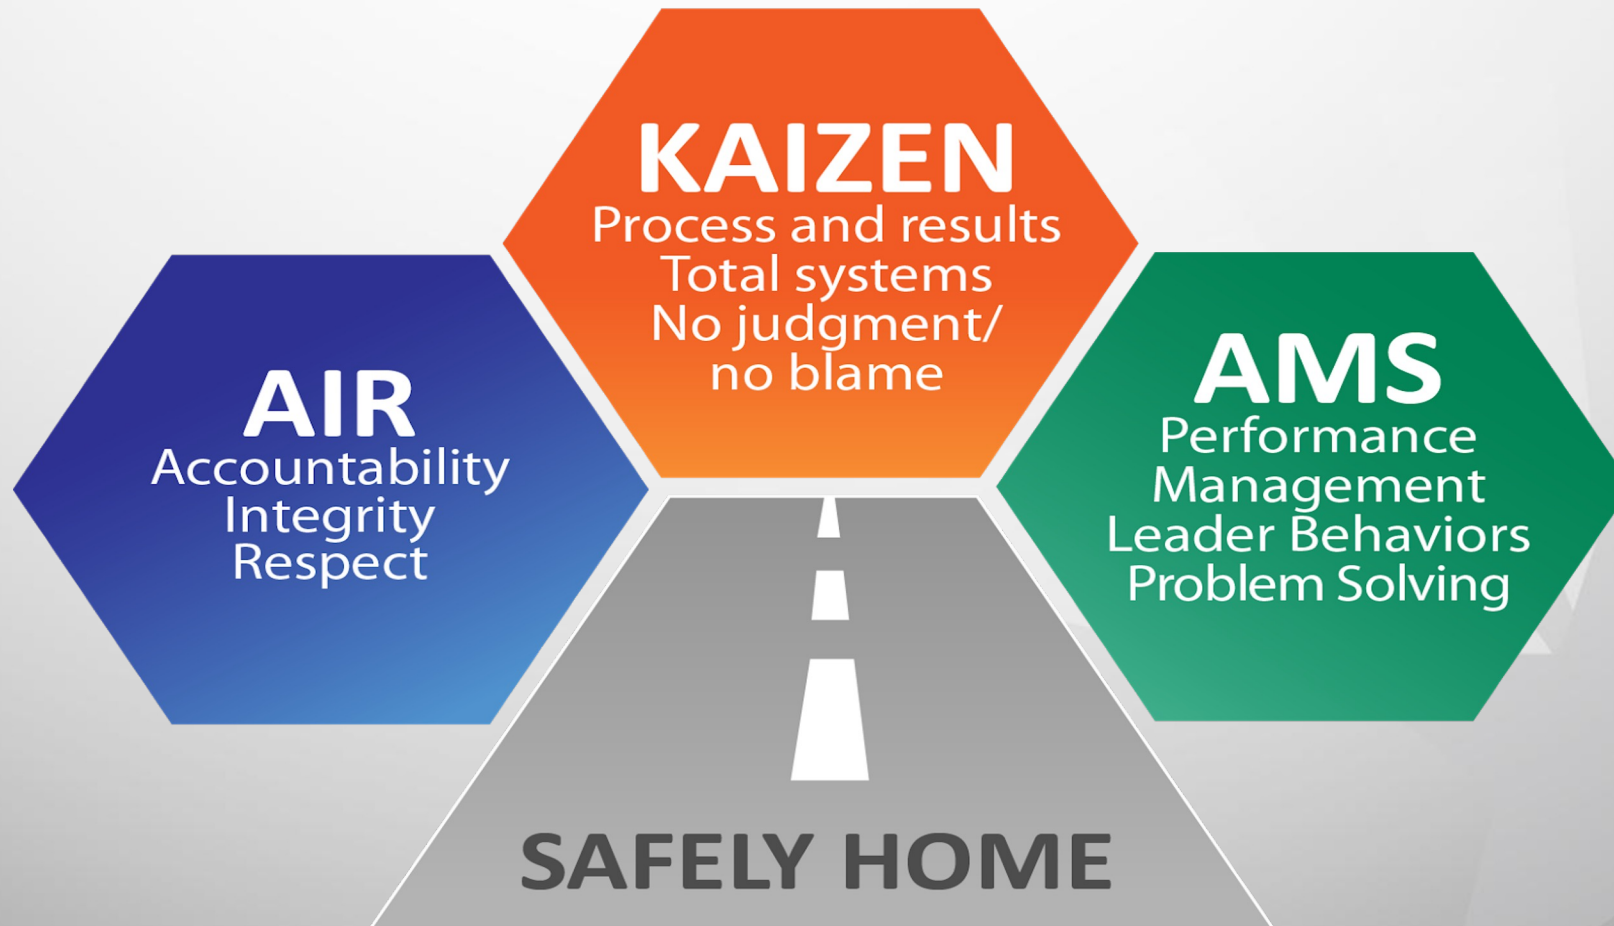 KAIZEN
Process and results
Total systems
No judgment/
no blame
AIR
Accountability
Integrity
Respect
AMS
Performance
Management
Leader Behaviors
Problem Solving
SAFELY HOME